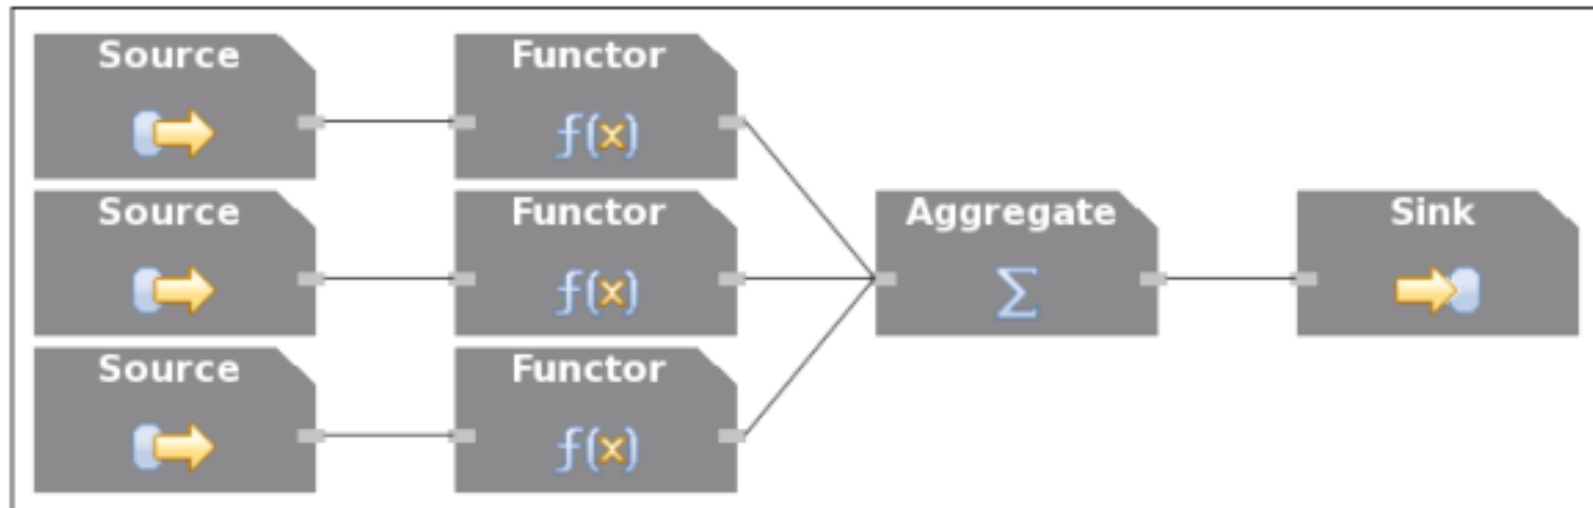 Source
Functor
f(x)
Source
Functor
f(x)
Aggregate
Σ
Sink
Source
Functor
f(x)